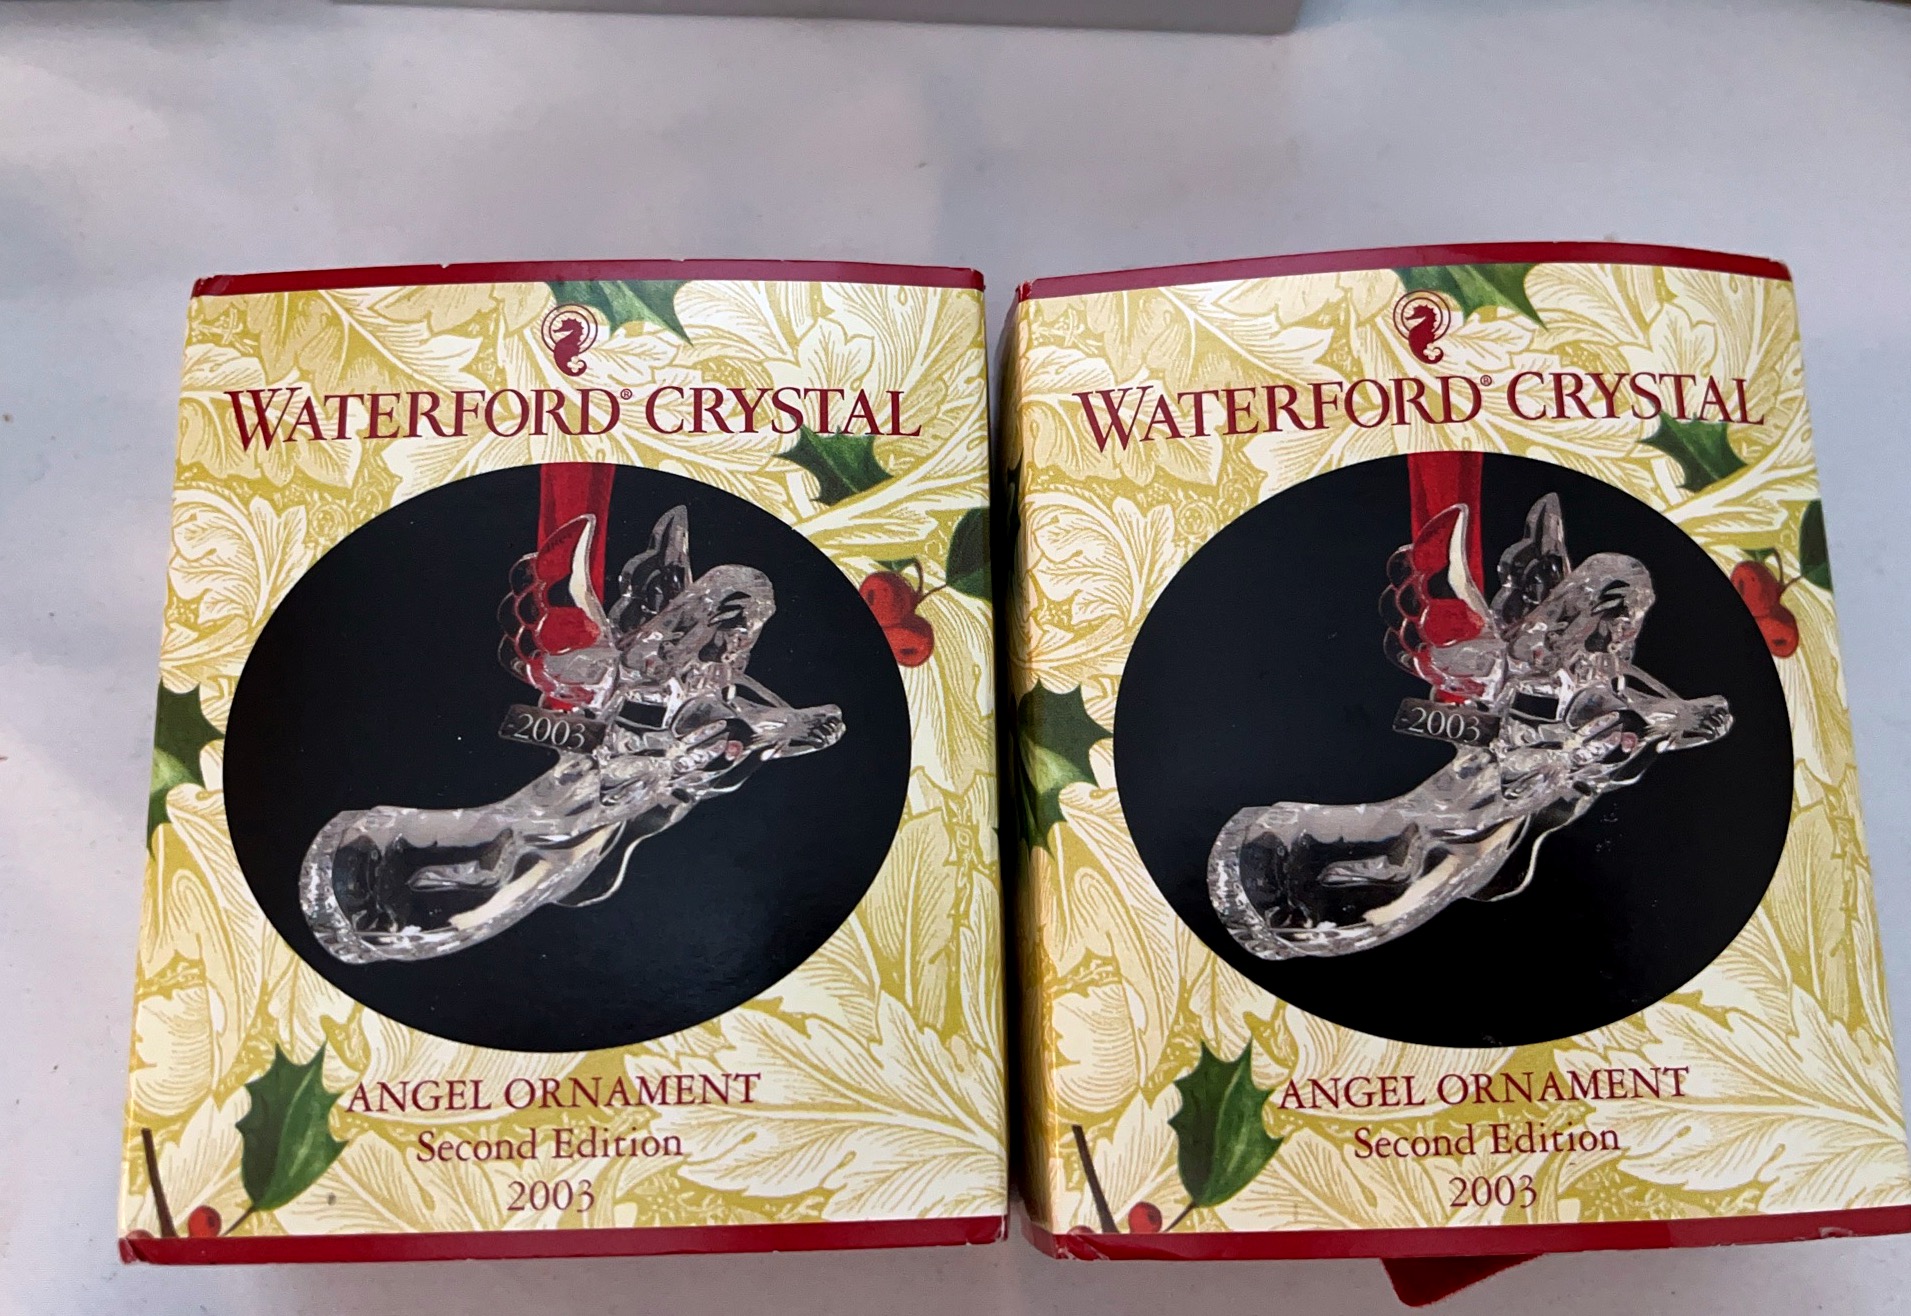 WATERFORD® CRYSTAL
-2003
ANGEL ORNAMENT
Second Edition
2003
WATERFORD® CRYSTAL
-2003
ANGEL ORNAMENT
Second Edition
2003